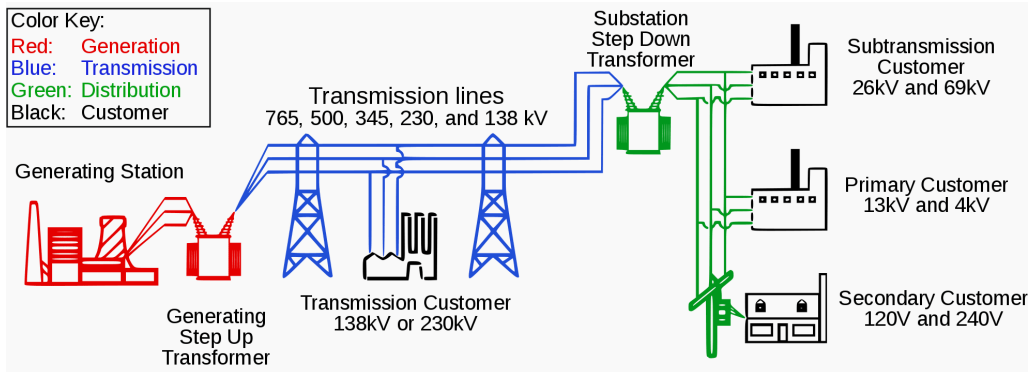 Color Key:
Red: Generation
Blue: Transmission
Green: Distribution
Black: Customer
Generating Station
Generating
Step Up
Transformer
Transmission lines
765, 500, 345, 230, and 138 kV
Transmission Customer
138kV or 230kV
Substation
Step Down
Transformer
Subtransmission
Customer
26kV and 69kV
Primary Customer
13kV and 4kV
Secondary Customer
120V and 240V